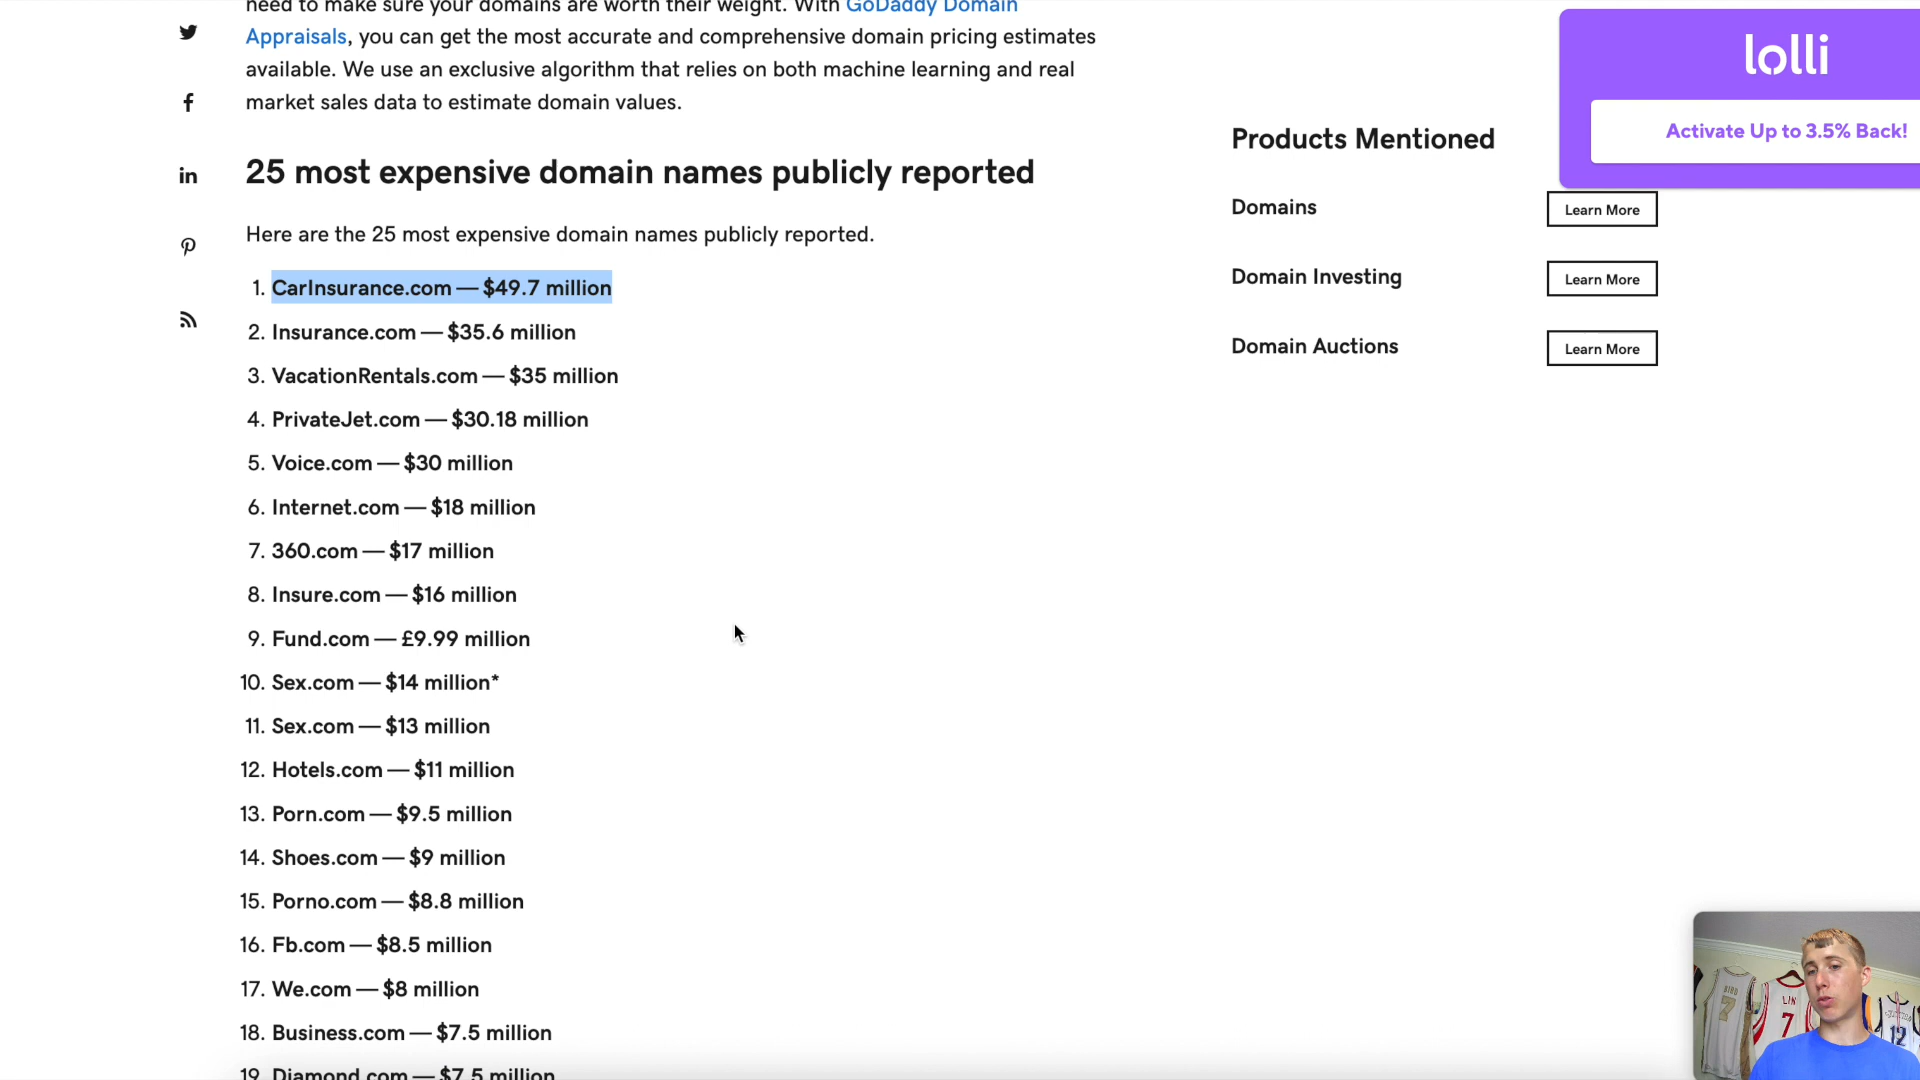 need to make sure your domains are worth their weight. With GoDaddy Domain
Appraisals, you can get the most accurate and comprehensive domain pricing estimates
available. We use an exclusive algorithm that relies on both machine learning and real
market sales data to estimate domain values.
25 most expensive domain names publicly reported
Here are the 25 most expensive domain names publicly reported.
1. CarInsurance.com — $49.7 million
2. Insurance.com — $35.6 million
3. VacationRentals.com — $35 million
4. PrivateJet.com — $30.18 million
5. Voice.com — $30 million
6. Internet.com — $18 million
7. 360.com — $17 million
8. Insure.com — $16 million
9. Fund.com — £9.99 million
10. Sex.com — $14 million*
11. Sex.com — $13 million
12. Hotels.com — $11 million
13. Porn.com — $9.5 million
14. Shoes.com — $9 million
15. Porno.com — $8.8 million
16. Fb.com — $8.5 million
17. We.com — $8 million
18. Business.com — $7.5 million
19. Diamond.com — $7.5 million
lolli
Activate Up to 3.5% Back!
Products Mentioned
Domains
Learn More
Domain Investing
Learn More
Domain Auctions
Learn More
BIRD
7
LIN
7
12